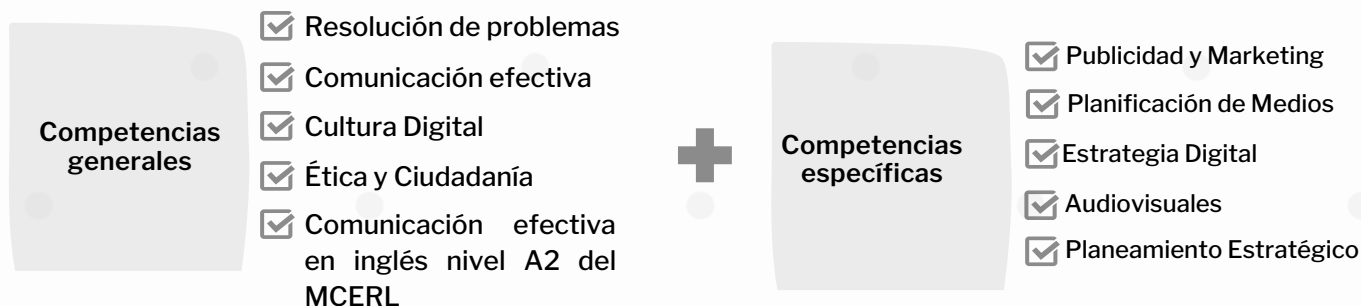 Competencias
generales
Resolución de problemas
Comunicación efectiva
Cultura Digital
Ética y Ciudadanía
Comunicación efectiva
en inglés nivel A2 del
MCERL
Competencias
específicas
Publicidad y Marketing
Planificación de Medios
Estrategia Digital
Audiovisuales
Planeamiento Estratégico